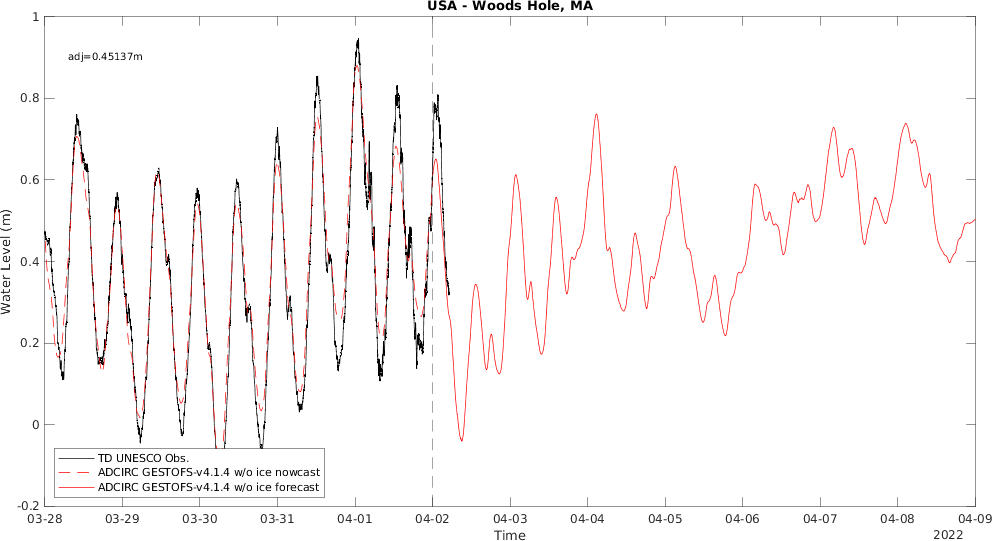 USA - Woods Hole, MA
adj=0.45137m
1
0.8
0.6
0.4
0.2
0
-0.2
Water Level (m)
TD UNESCO Obs.
ADCIRC GESTOFS-v4.1.4 w/o ice nowcast
ADCIRC GESTOFS-v4.1.4 w/o ice forecast
03-28 03-29 03-30 03-31 04-01 04-02 04-03 04-04 04-05 04-06 04-07 04-08 04-09
Time
2022